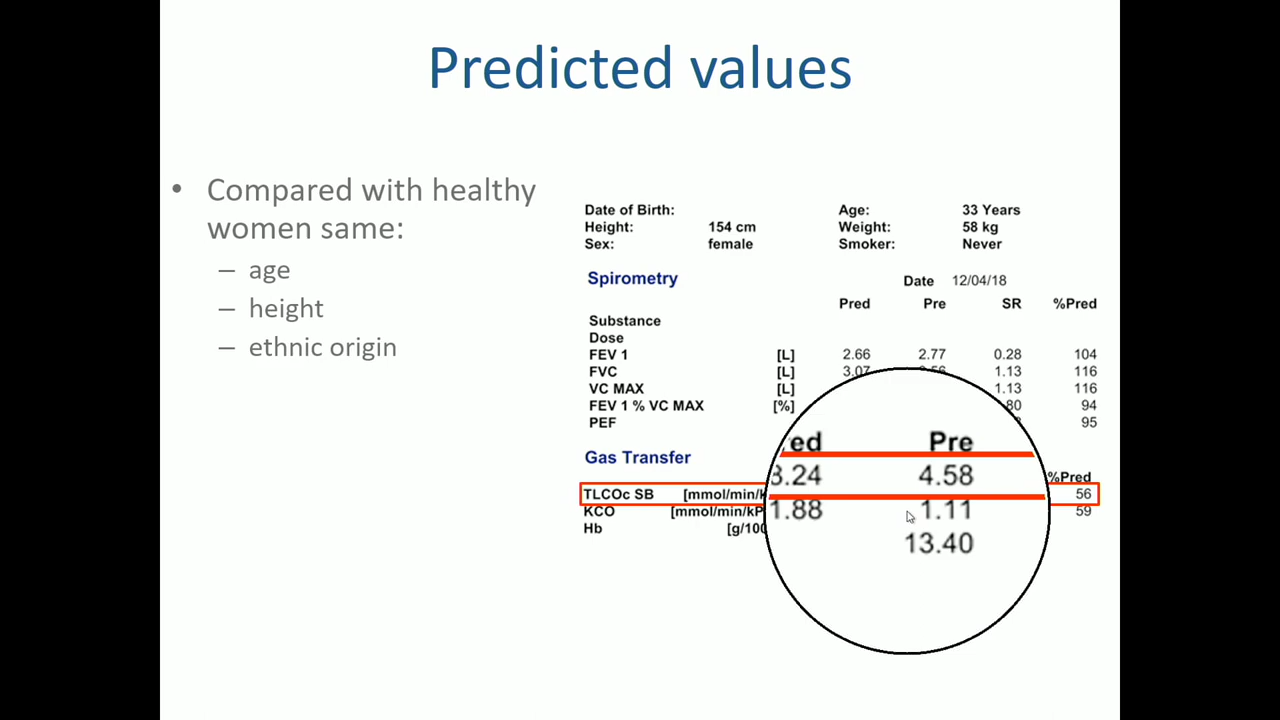 Predicted values
• Compared with healthy
women same:
– age
– height
– ethnic origin
Date of Birth: Age: 33 Years
Height: 154 cm Weight: 58 kg
Sex: female Smoker: Never
Spirometry Date 12/04/18
Pred Pre SR %Pred
Substance
Dose
FEV 1 [L] 2.66 2.77 0.28 104
FVC [L] 3.07 1.13 116
VC MAX [L] 1.13 116
FEV 1 % VC MAX [%] 94
PEF 95
Gas Transfer
Pre
%Pred
TLCOc SB 4.58 56
KCO 1.88 1.11 59
Hb 13.40